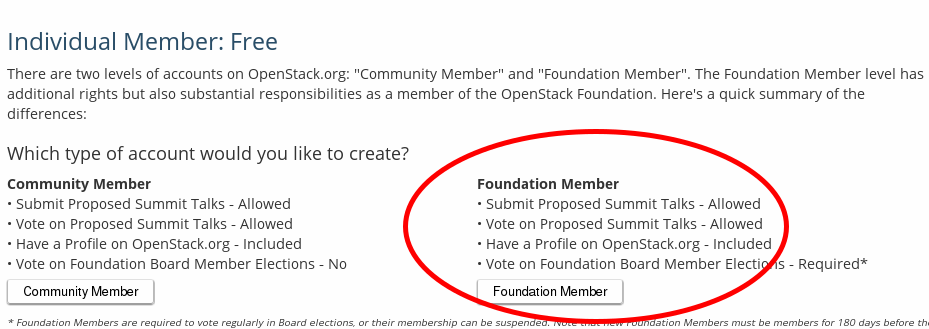 Individual Member: Free
There are two levels of accounts on OpenStack.org: "Community Member" and "Foundation Member". The Foundation Member level has
additional rights but also substantial responsibilities as a member of the OpenStack Foundation. Here's a quick summary of the
differences:
Which type of account would you like to create?
Community Member
• Submit Proposed Summit Talks - Allowed
• Vote on Proposed Summit Talks - Allowed
• Have a Profile on OpenStack.org - Included
• Vote on Foundation Board Member Elections - No
Community Member
Foundation Member
• Submit Proposed Summit Talks - Allowed
• Vote on Proposed Summit Talks - Allowed
• Have a Profile on OpenStack.org - Included
• Vote on Foundation Board Member Elections - Required*
Foundation Member
* Foundation Members are required to vote regularly in Board elections, or their membership can be suspended. Note that new Foundation Members must be members for 180 days before the